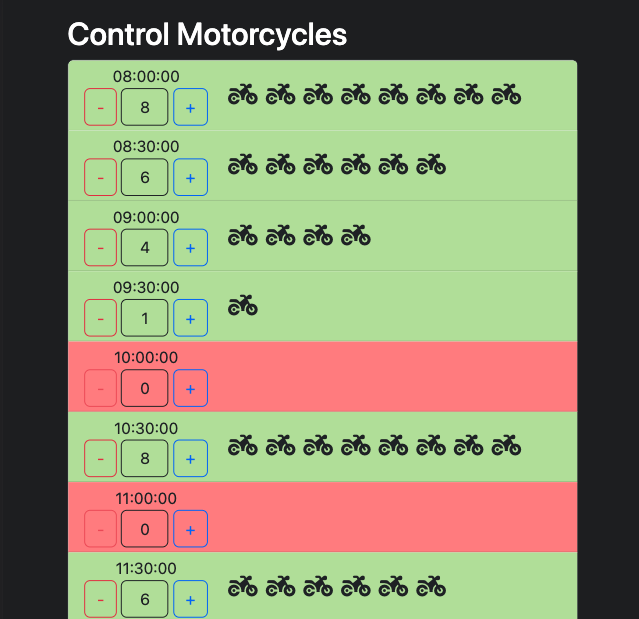 Control Motorcycles
08:00:00
- 8 +
08:30:00
- 6 +
09:00:00
- 4 +
09:30:00
- 1 +
10:00:00
- 0 +
10:30:00
- 8 +
11:00:00
- 0 +
11:30:00
- 6 +